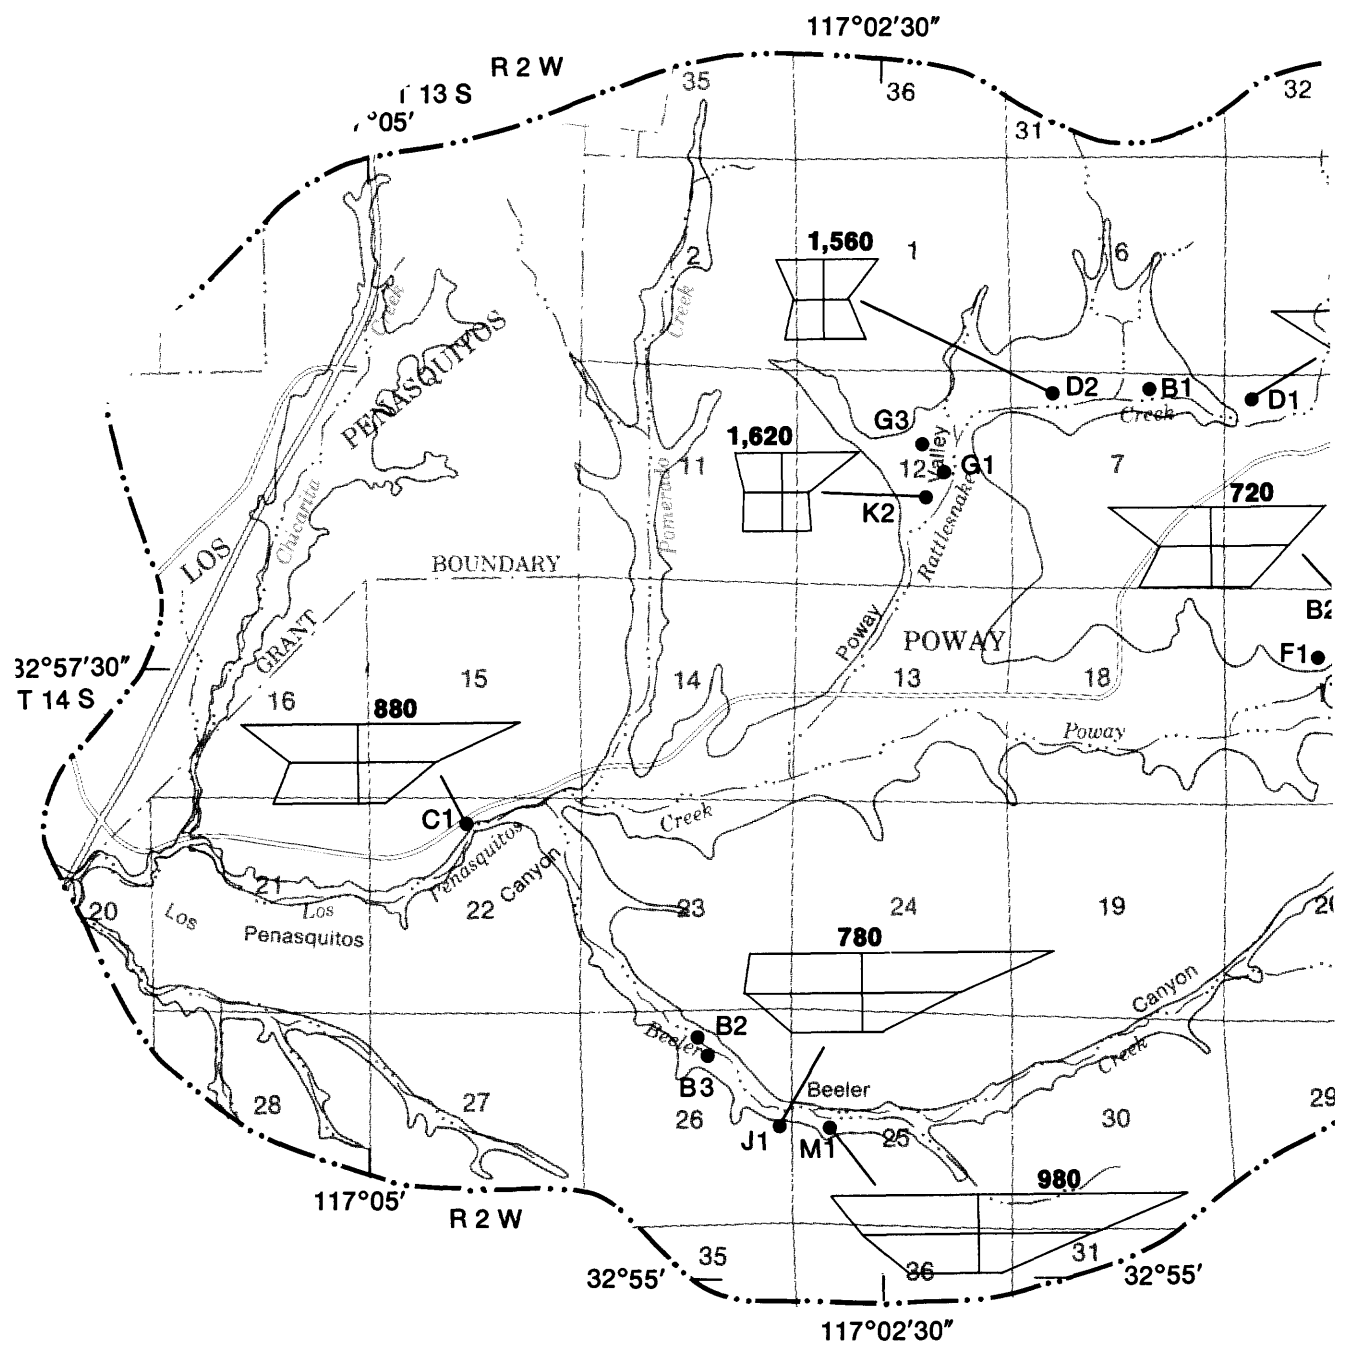 117°02′30″
R 2 W
35
T 13 S
36
32
°05′
31
1,560
1
6
2
Creek
Creek
PENASQUITOS
D2
B1
D1
Creek
G3
1,620
Valley
11
12
G1
7
K2
720
Pomerado
Chicarita
Rattlesnake
LOS
BOUNDARY
B2
GRANT
Poway
POWAY
F1
32°57′30″
T 14 S
15
14
13
18
16
880
Poway
C1
Creek
Penasquitos
Canyon
21
20
Los
Los
22
23
24
19
Penasquitos
780
Canyon
B2
Beeler
Creek
B3
Beeler
28
27
26
25
30
29
J1
M1
980
117°05′
R 2 W
35
36
31
32°55′
32°55′
117°02′30″